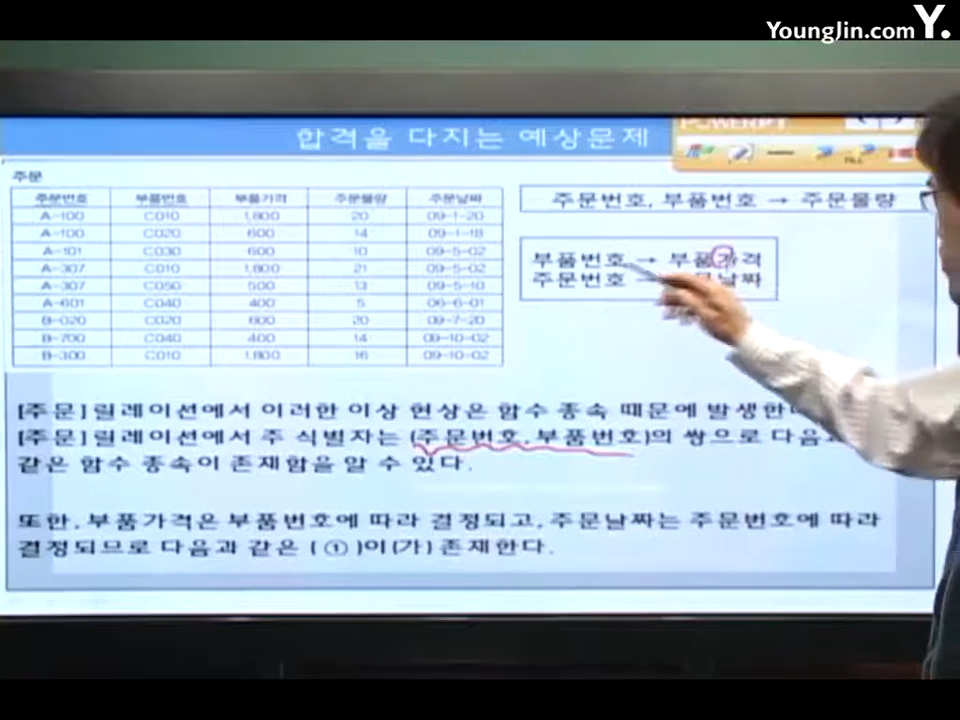 YoungJin.com Y.
합격을 다지는 예상문제
POWERPT
주문
주문번호 부품번호 부품가격 주문물량 주문날짜
A-100 C010 1,800 20 09-1-20
A-100 C020 600 14 09-1-18
A-101 C030 600 10 09-5-02
A-307 C010 1,800 21 09-5-02
A-307 C050 500 13 09-5-10
A-601 C040 400 5 06-6-01
B-020 C020 600 20 09-7-20
B-700 C040 400 14 09-10-02
B-300 C010 1,800 16 09-10-02
주문번호, 부품번호 → 주문물량
부품번호 → 부품가격
주문번호 → 문날짜
[주문]릴레이션에서 이러한 이상 현상은 함수 종속 때문에 발생한
[주문]릴레이션에서 주 식별자는 (주문번호, 부품번호)의 쌍으로 다음
같은 함수 종속이 존재함을 알 수 있다.
또한, 부품가격은 부품번호에 따라 결정되고, 주문날짜는 주문번호에 따라
결정되므로 다음과 같은 ( ① )이(가) 존재한다.